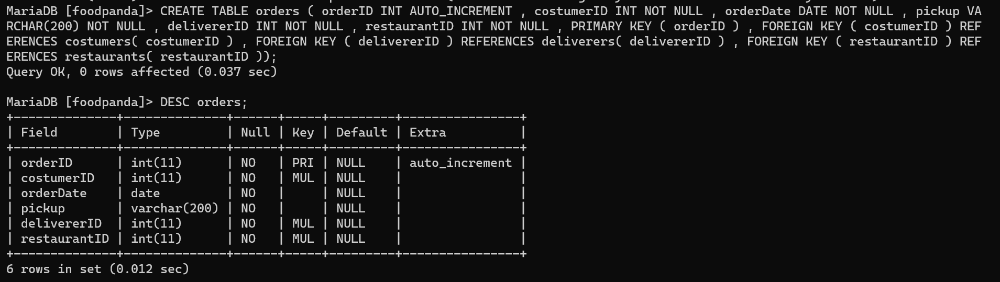 MariaDB [foodpanda]> CREATE TABLE orders ( orderID INT AUTO_INCREMENT , costumerID INT NOT NULL , orderDate DATE NOT NULL , pickup VA
RCHAR(200) NOT NULL , delivererID INT NOT NULL , restaurantID INT NOT NULL , PRIMARY KEY ( orderID ) , FOREIGN KEY ( costumerID ) REF
ERENCES costumers( costumerID ) , FOREIGN KEY ( delivererID ) REFERENCES deliverers( delivererID ) , FOREIGN KEY ( restaurantID ) REF
ERENCES restaurants( restaurantID ));
Query OK, 0 rows affected (0.037 sec)

MariaDB [foodpanda]> DESC orders;
+--------------+--------------+------+-----+---------+----------------+
| Field        | Type         | Null | Key | Default | Extra          |
+--------------+--------------+------+-----+---------+----------------+
| orderID      | int(11)      | NO   | PRI | NULL    | auto_increment |
| costumerID   | int(11)      | NO   | MUL | NULL    |                |
| orderDate    | date         | NO   |     | NULL    |                |
| pickup       | varchar(200) | NO   |     | NULL    |                |
| delivererID  | int(11)      | NO   | MUL | NULL    |                |
| restaurantID | int(11)      | NO   | MUL | NULL    |                |
+--------------+--------------+------+-----+---------+----------------+
6 rows in set (0.012 sec)